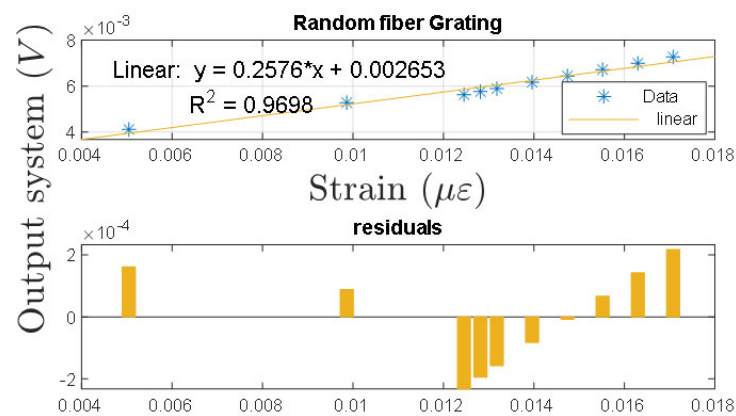 Random fiber Grating
×10⁻³
8
6
4
Linear: y = 0.2576*x + 0.002653
R² = 0.9698
Data
linear
0.004 0.006 0.008 0.01 0.012 0.014 0.016 0.018
Strain (με)
Output system (V)
residuals
×10⁻⁴
2
0
-2
0.004 0.006 0.008 0.01 0.012 0.014 0.016 0.018